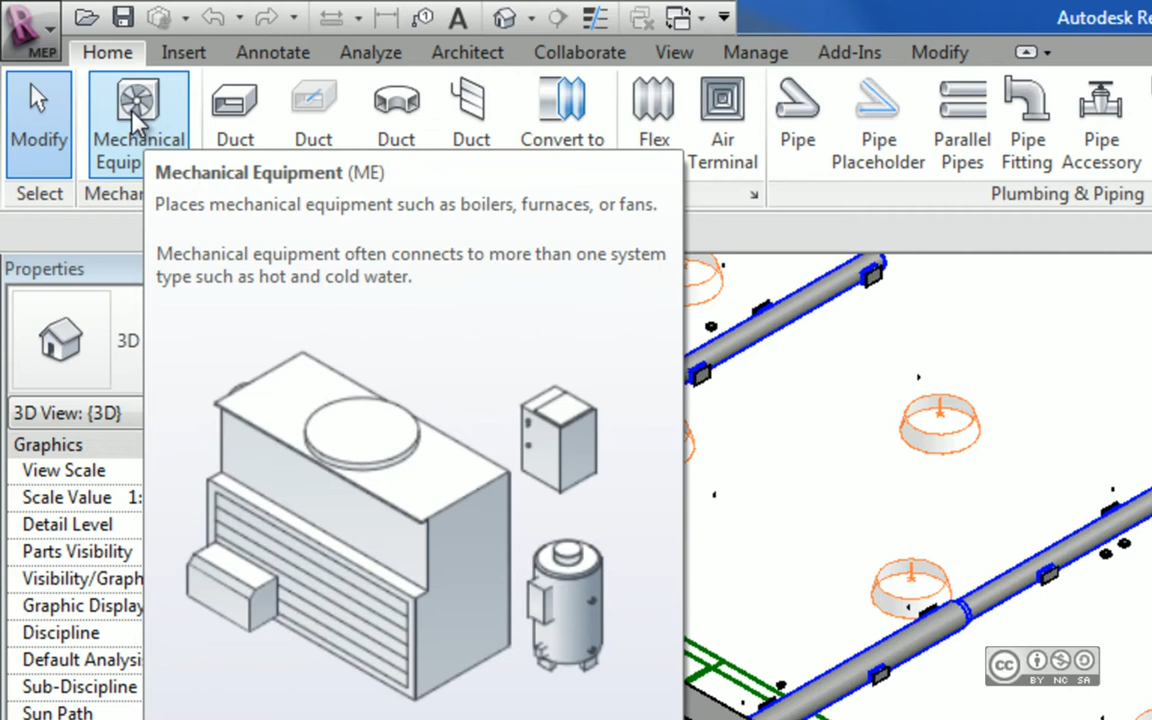 Autodesk Re
MEP
Home Insert Annotate Analyze Architect Collaborate View Manage Add-Ins Modify
Modify
Mechanical
Equip
Duct
Duct
Duct
Duct
Convert to
Flex
Air
Terminal
Pipe
Pipe
Placeholder
Parallel
Pipes
Pipe
Fitting
Pipe
Accessory
Select
Mechar
Plumbing & Piping
Mechanical Equipment (ME)
Places mechanical equipment such as boilers, furnaces, or fans.
Mechanical equipment often connects to more than one system
type such as hot and cold water.
Properties
3D
3D View: {3D}
Graphics
View Scale
Scale Value 1:
Detail Level
Parts Visibility
Visibility/Graph
Graphic Display
Discipline
Default Analysi
Sub-Discipline
Sun Path
cc
BY NC SA